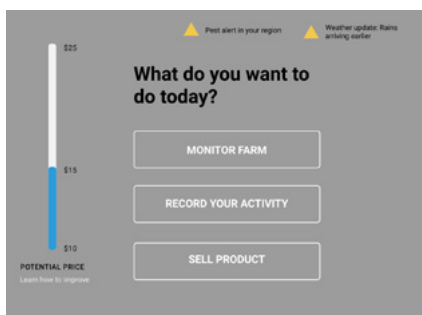 Pest alert in your region
Weather update: Rains
arriving earlier
$25
What do you want to
do today?
MONITOR FARM
$15
RECORD YOUR ACTIVITY
$10
SELL PRODUCT
POTENTIAL PRICE
Learn how to improve